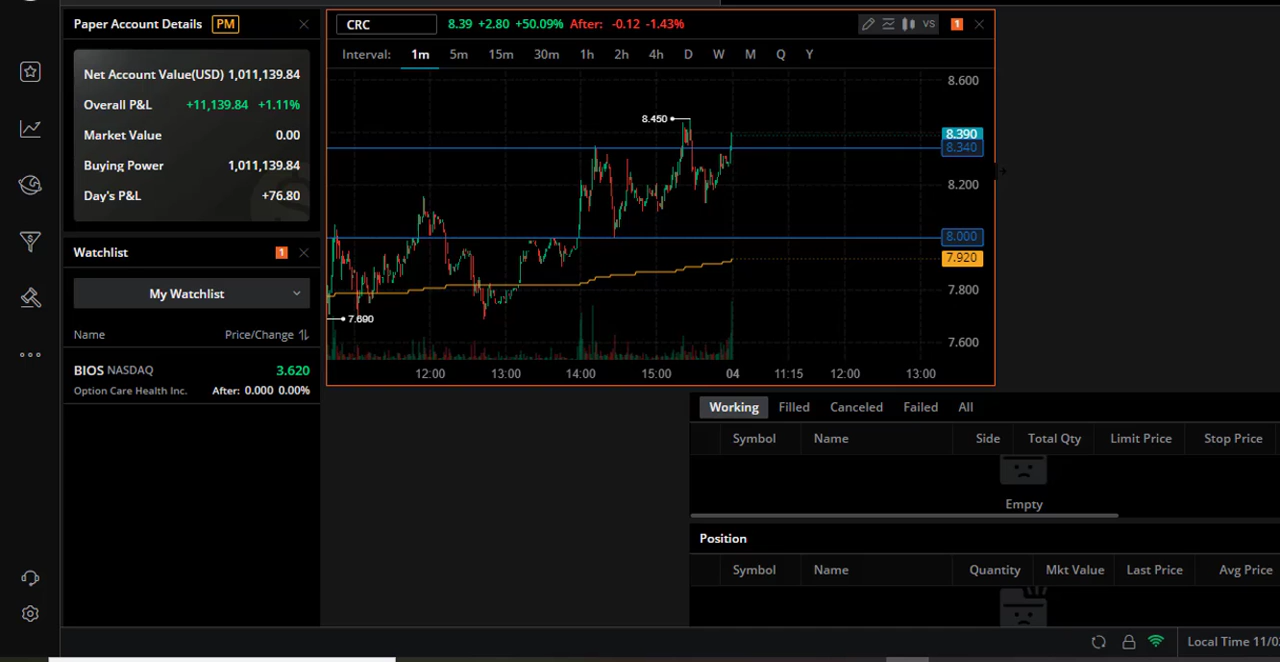 Paper Account Details PM
Net Account Value(USD) 1,011,139.84
Overall P&L +11,139.84 +1.11%
Market Value 0.00
Buying Power 1,011,139.84
Day's P&L +76.80
Watchlist 1
My Watchlist
Name Price/Change
BIOS NASDAQ 3.620
Option Care Health Inc. After: 0.000 0.00%
CRC 8.39 +2.80 +50.09% After: -0.12 -1.43% VS 1
Interval: 1m 5m 15m 30m 1h 2h 4h D W M Q Y
8.600
8.450
8.390
8.340
8.200
8.000
7.920
7.800
7.690
7.600
12:00 13:00 14:00 15:00 04 11:15 12:00 13:00
Working Filled Canceled Failed All
Symbol Name Side Total Qty Limit Price Stop Price
Empty
Position
Symbol Name Quantity Mkt Value Last Price Avg Price
Local Time 11/0